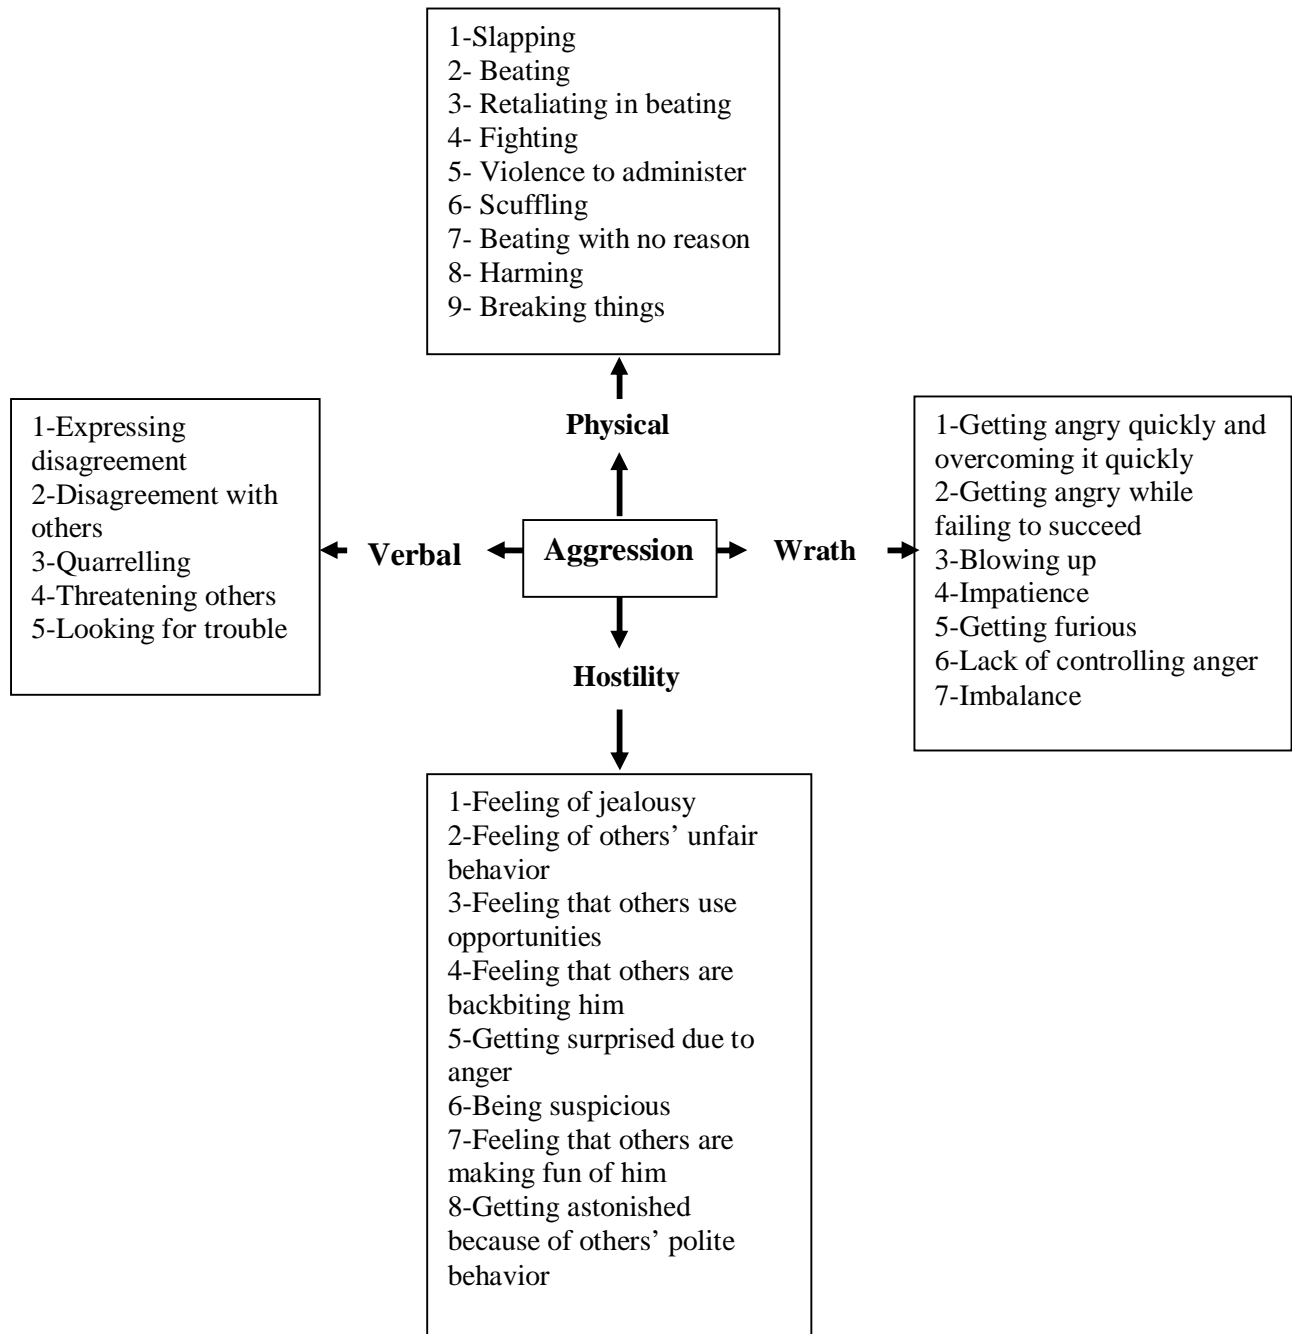 1-Slapping
2- Beating
3- Retaliating in beating
4- Fighting
5- Violence to administer
6- Scuffling
7- Beating with no reason
8- Harming
9- Breaking things
Physical
1-Expressing
disagreement
2-Disagreement with
others
3-Quarrelling
4-Threatening others
5-Looking for trouble
Verbal
Aggression
Wrath
1-Getting angry quickly and
overcoming it quickly
2-Getting angry while
failing to succeed
3-Blowing up
4-Impatience
5-Getting furious
6-Lack of controlling anger
7-Imbalance
Hostility
1-Feeling of jealousy
2-Feeling of others’ unfair
behavior
3-Feeling that others use
opportunities
4-Feeling that others are
backbiting him
5-Getting surprised due to
anger
6-Being suspicious
7-Feeling that others are
making fun of him
8-Getting astonished
because of others’ polite
behavior